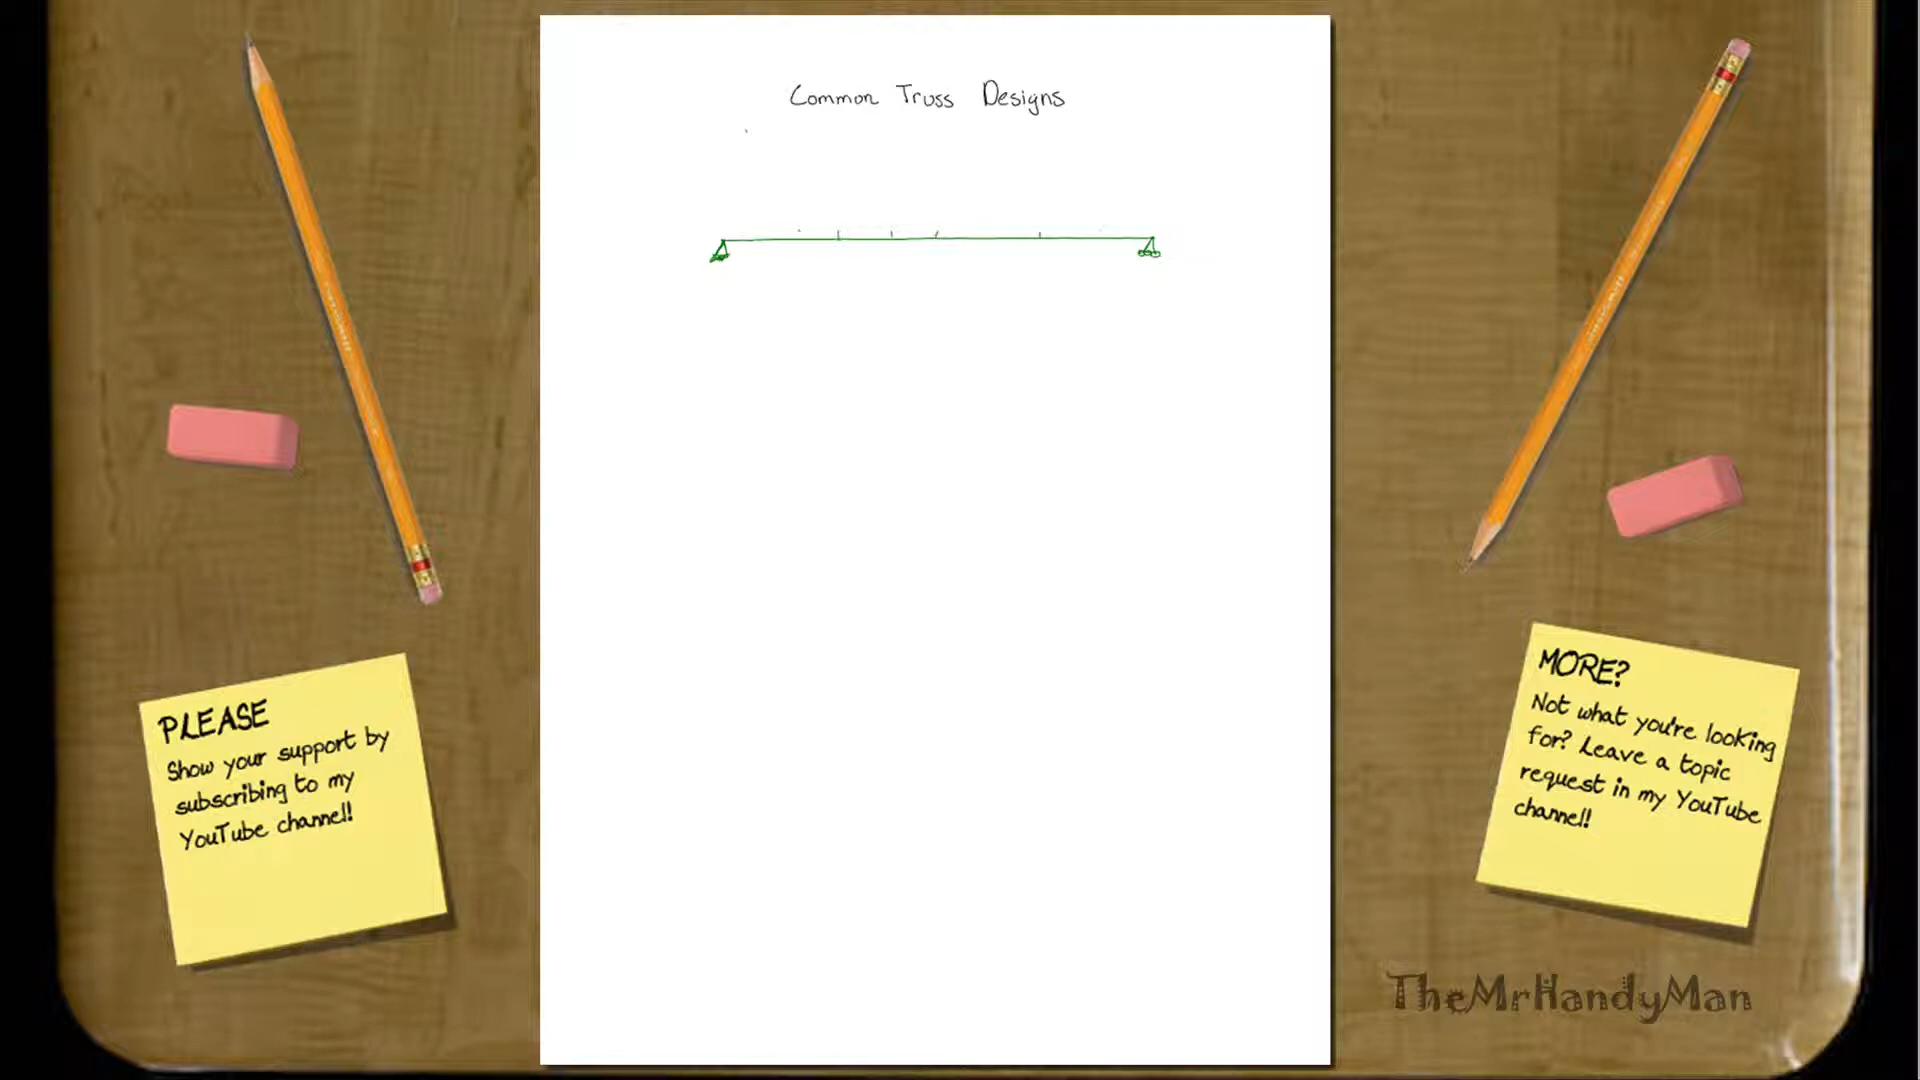 Common Truss Designs
PLEASE
Show your support by
subscribing to my
YouTube channel!
MORE?
Not what you're looking
for? Leave a topic
request in my YouTube
channel!
TheMrHandyMan